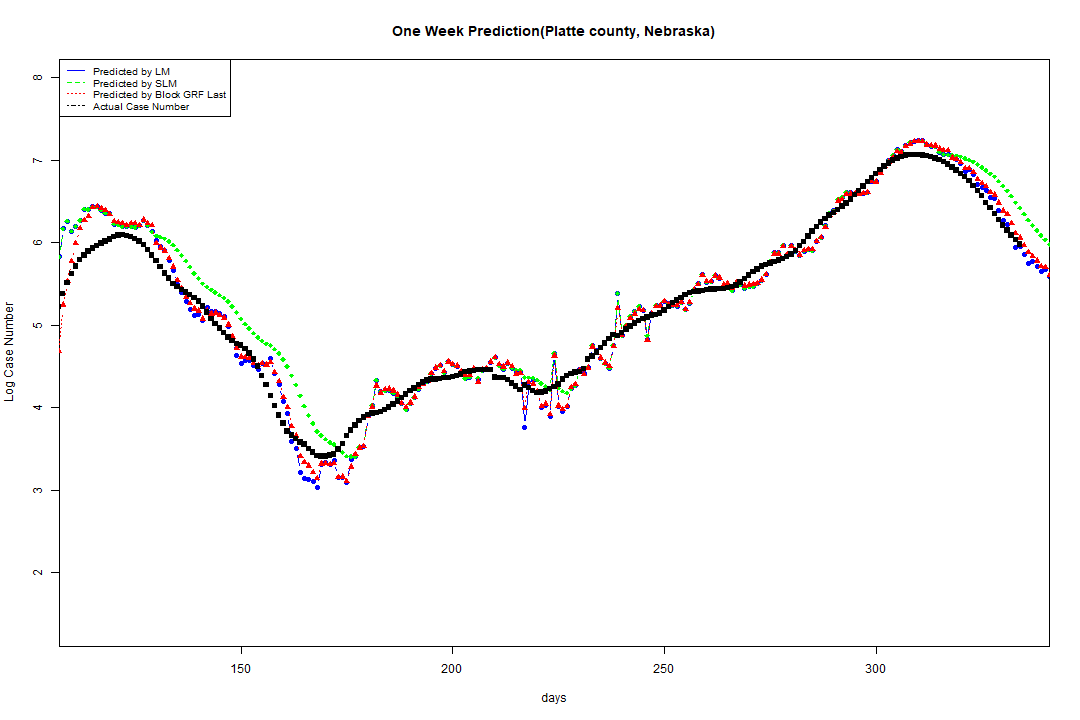 One Week Prediction(Platte county, Nebraska)
Predicted by LM
Predicted by SLM
Predicted by Block GRF Last
Actual Case Number
8
7
6
5
4
3
2
Log Case Number
150
200
250
300
days